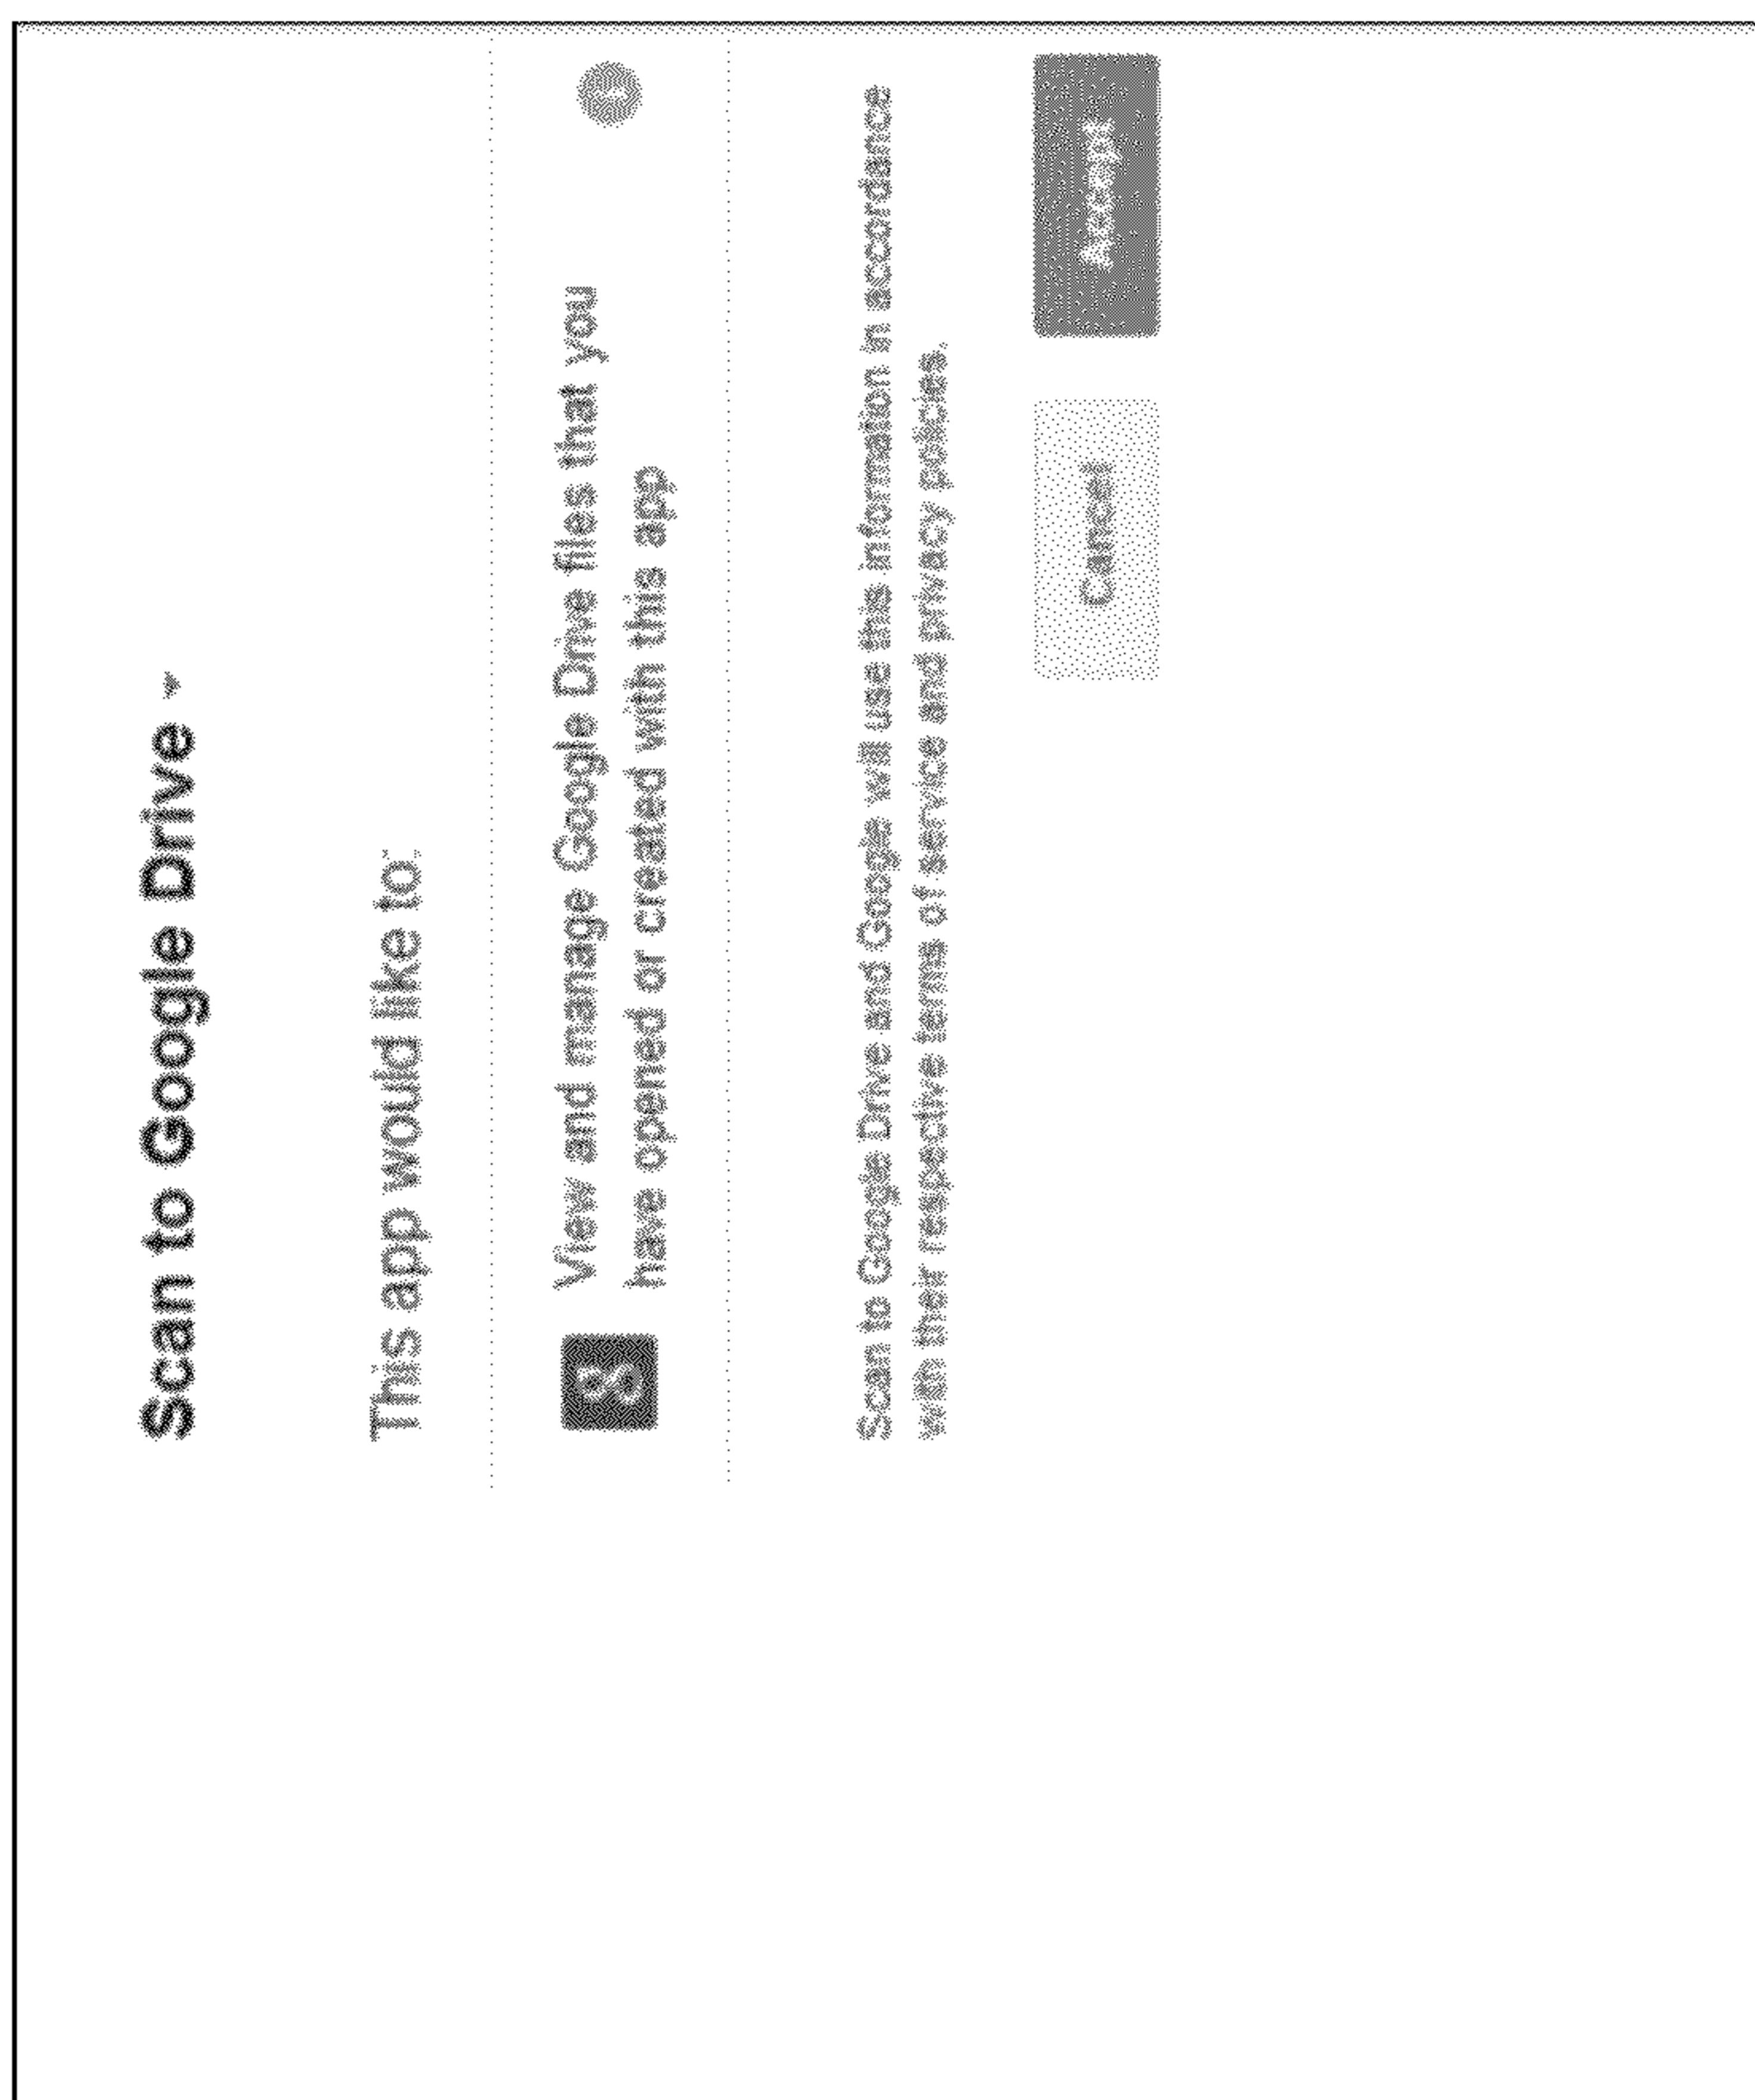 Scan to Google Drive
This app would like to:
View and manage Google Drive files that you
have opened or created with this app
i
Scan to Google Drive and Google will use this information in accordance
with their respective terms of service and privacy policies.
Cancel
Accept